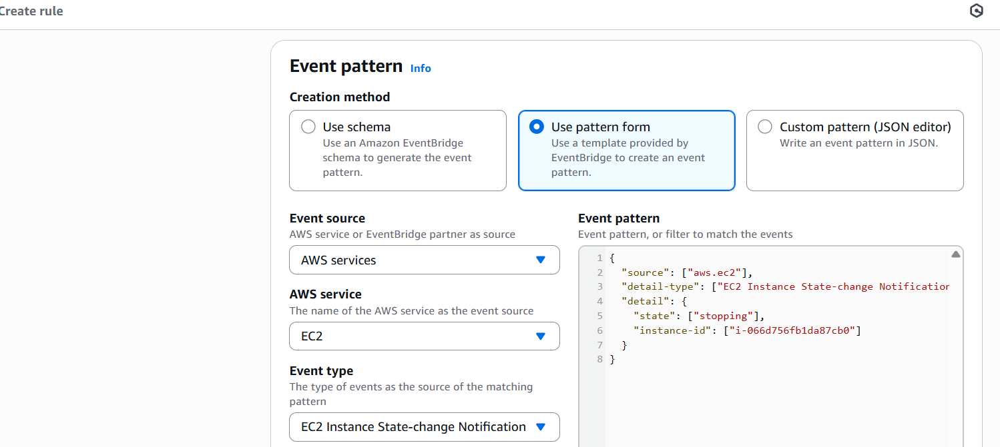 Create rule
Event pattern Info
Creation method
Use schema
Use an Amazon EventBridge
schema to generate the event
pattern.
Use pattern form
Use a template provided by
EventBridge to create an event
pattern.
Custom pattern (JSON editor)
Write an event pattern in JSON.
Event source
AWS service or EventBridge partner as source
AWS services
AWS service
The name of the AWS service as the event source
EC2
Event type
The type of events as the source of the matching
pattern
EC2 Instance State-change Notification
Event pattern
Event pattern, or filter to match the events
1 {
2 "source": ["aws.ec2"],
3 "detail-type": ["EC2 Instance State-change Notification
4 "detail": {
5 "state": ["stopping"],
6 "instance-id": ["i-066d756fb1da87cb0"]
7 }
8 }